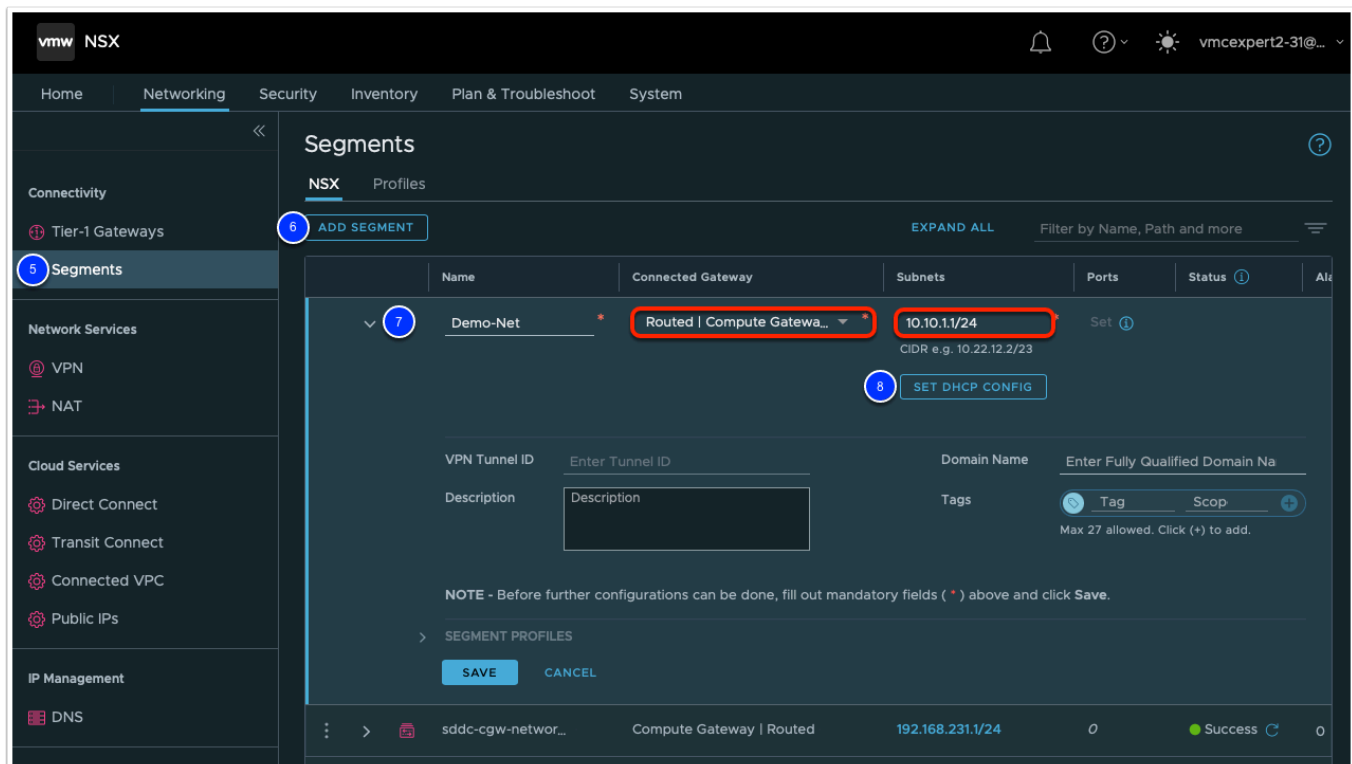 vmw NSX
vmcexpert2-31@...
Home Networking Security Inventory Plan & Troubleshoot System
Segments
Connectivity
NSX Profiles
Tier-1 Gateways
6 ADD SEGMENT EXPAND ALL Filter by Name, Path and more
5 Segments
Name Connected Gateway Subnets Ports Status Ala
Network Services
7 Demo-Net * Routed | Compute Gatewa... * 10.10.1.1/24 * Set
CIDR e.g. 10.22.12.2/23
VPN
8 SET DHCP CONFIG
NAT
VPN Tunnel ID Enter Tunnel ID Domain Name Enter Fully Qualified Domain Na
Cloud Services
Description Description Tags Tag Scop
Direct Connect
Max 27 allowed. Click (+) to add.
Transit Connect
Connected VPC
NOTE - Before further configurations can be done, fill out mandatory fields ( * ) above and click Save.
Public IPs
SEGMENT PROFILES
SAVE CANCEL
IP Management
DNS
sddc-cgw-networ... Compute Gateway | Routed 192.168.231.1/24 0 Success 0